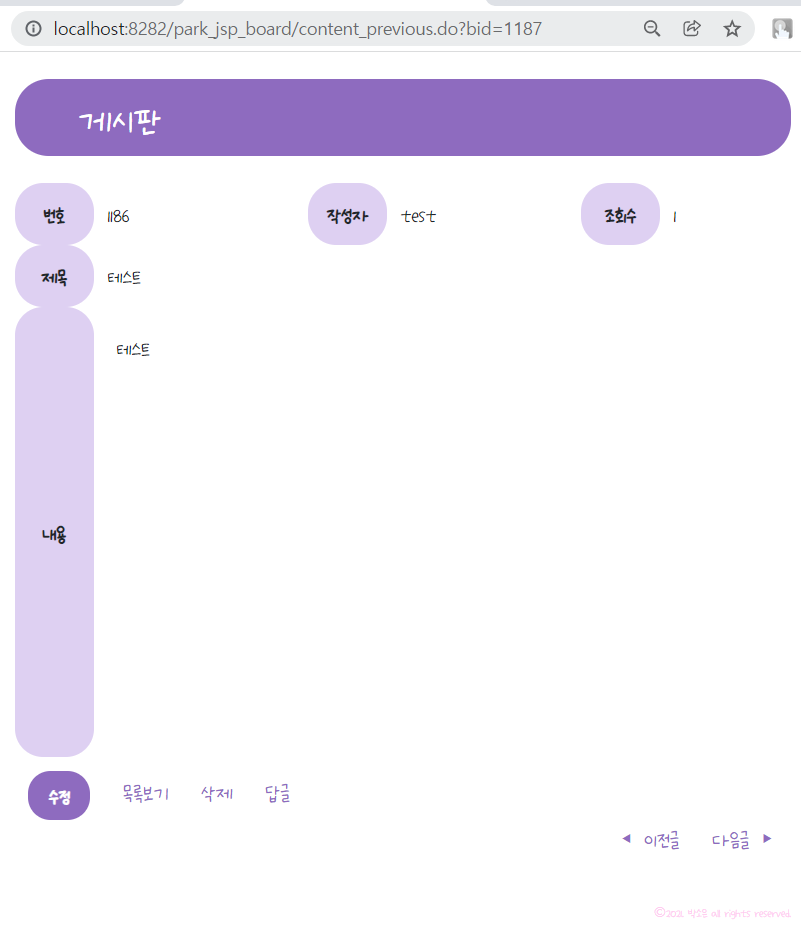 localhost:8282/park_jsp_board/content_previous.do?bid=1187
게시판
번호 1186 작성자 test 조회수 1
제목 테스트
테스트
내용
수정 목록보기 삭제 답글
◀ 이전글 다음글 ▶
all rights reserved.